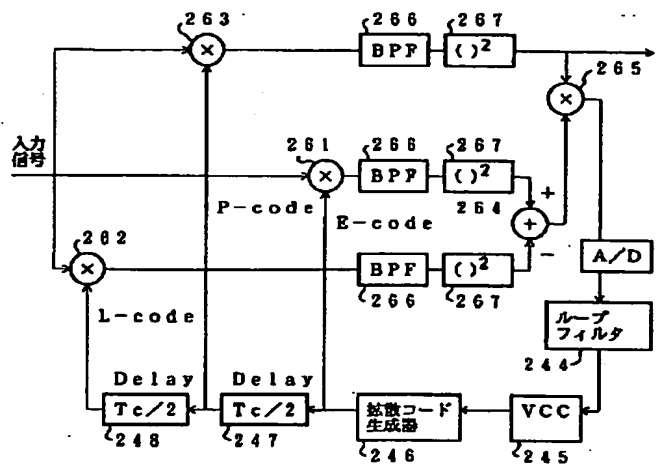 263
266
267
×
BPF
( )²
265
×
入力
信号
261
266
267
×
BPF
( )²
+
264
P-code
E-code
+
262
×
BPF
( )²
−
A/D
266
267
L-code
ループ
フィルタ
244
Delay
Delay
Tc/2
Tc/2
拡散コード
生成器
VCC
248
247
246
245